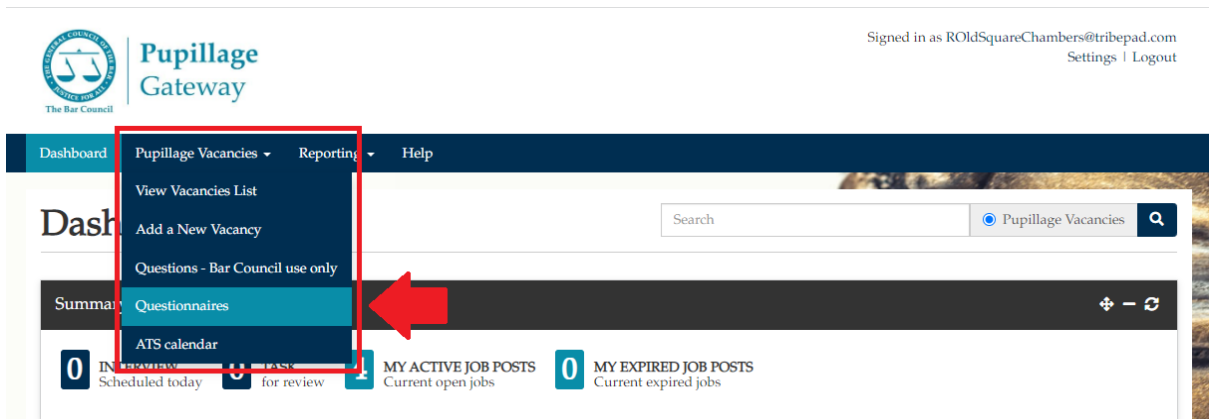 Signed in as ROldSquareChambers@tribepad.com
Settings | Logout
THE GENERAL COUNCIL OF THE BAR
JUSTICE FOR ALL
The Bar Council
Pupillage
Gateway
Dashboard Pupillage Vacancies Reporting Help
View Vacancies List
Add a New Vacancy
Questions - Bar Council use only
Questionnaires
ATS calendar
Dash
Search Pupillage Vacancies
Summar
0 Scheduled today
TASK
for review
4 MY ACTIVE JOB POSTS
Current open jobs
0 MY EXPIRED JOB POSTS
Current expired jobs